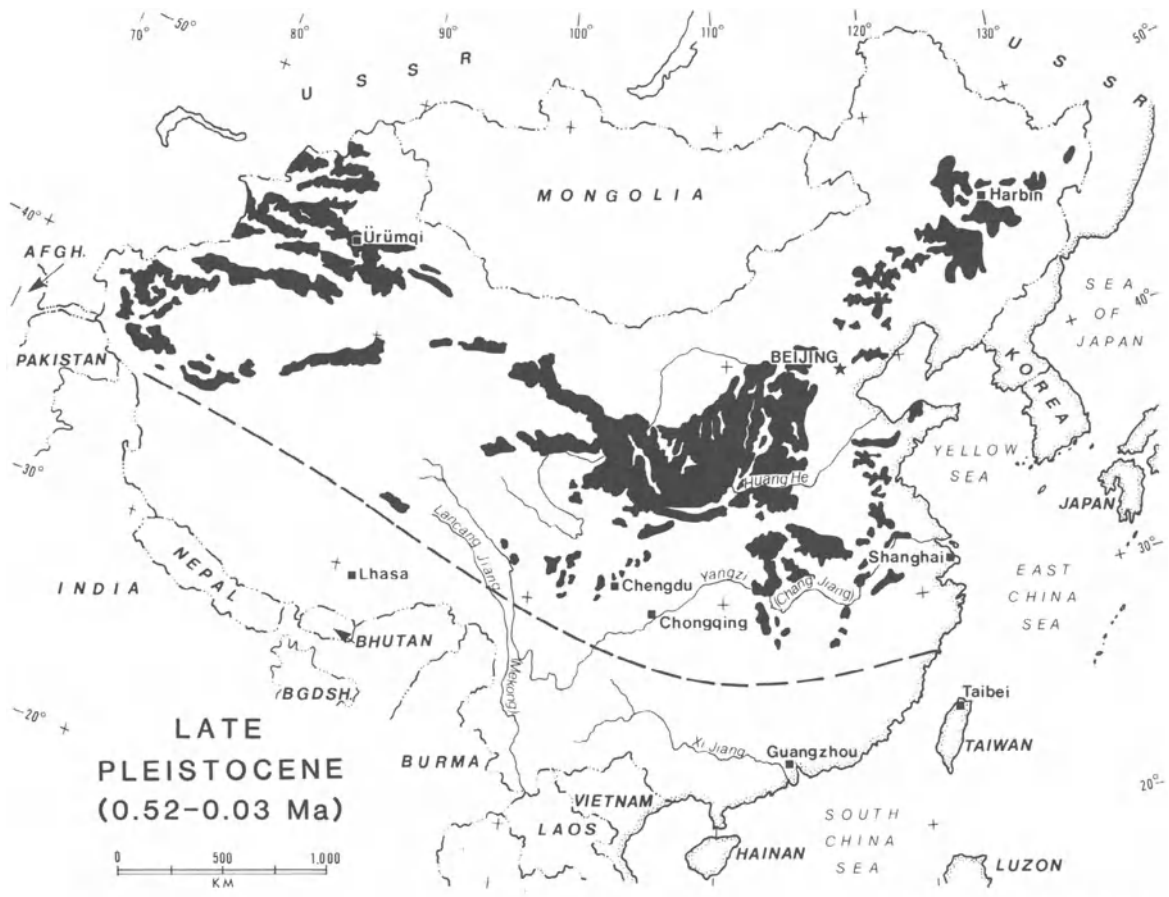 50°
70°
80°
90°
100°
110°
120°
130°
50°
U S S R
U S S R
MONGOLIA
Harbin
40°
Ürümqi
AFGH.
SEA
OF
JAPAN
40°
PAKISTAN
BEIJING
KOREA
30°
YELLOW
SEA
Huang He
JAPAN
Lancang Jiang
Shanghai
30°
NEPAL
Lhasa
Chengdu
Yangzi
(Chang Jiang)
EAST
CHINA
SEA
INDIA
Chongqing
BHUTAN
(Mekong)
BGDSH.
Taibei
20°
LATE
PLEISTOCENE
(0.52–0.03 Ma)
BURMA
Xi Jiang
Guangzhou
TAIWAN
20°
VIETNAM
LAOS
SOUTH
CHINA
SEA
HAINAN
LUZON
0 500 1,000
KM